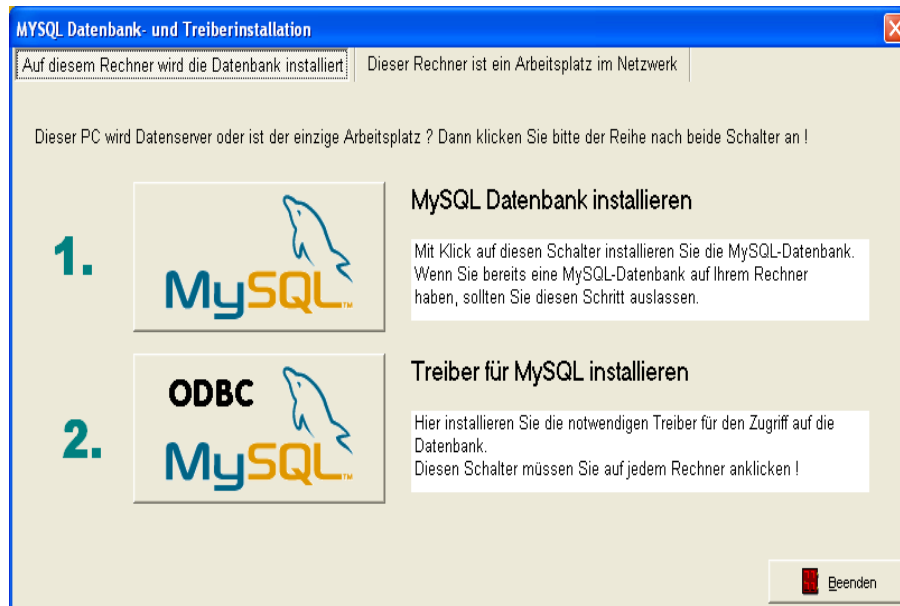 MYSQL Datenbank- und Treiberinstallation
Auf diesem Rechner wird die Datenbank installiert
Dieser Rechner ist ein Arbeitsplatz im Netzwerk
Dieser PC wird Datenserver oder ist der einzige Arbeitsplatz ? Dann klicken Sie bitte der Reihe nach beide Schalter an !
1.
MySQL™
MySQL Datenbank installieren
Mit Klick auf diesen Schalter installieren Sie die MySQL-Datenbank.
Wenn Sie bereits eine MySQL-Datenbank auf Ihrem Rechner
haben, sollten Sie diesen Schritt auslassen.
2.
ODBC
MySQL™
Treiber für MySQL installieren
Hier installieren Sie die notwendigen Treiber für den Zugriff auf die
Datenbank.
Diesen Schalter müssen Sie auf jedem Rechner anklicken !
Beenden